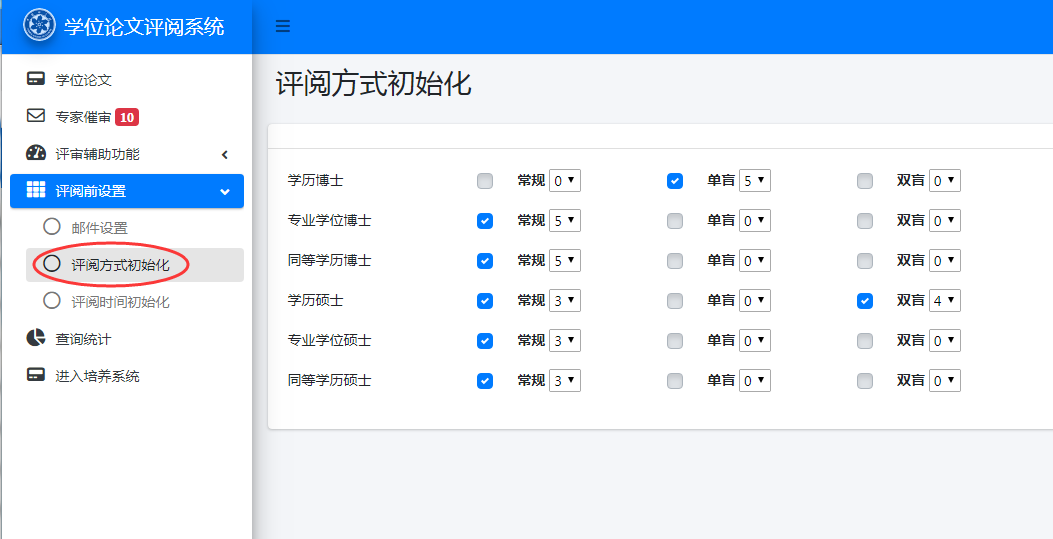 学位论文评阅系统
学位论文
专家催审 10
评审辅助功能
评阅前设置
邮件设置
评阅方式初始化
评阅时间初始化
查询统计
进入培养系统
评阅方式初始化
学历博士 常规 0 单盲 5 双盲 0
专业学位博士 常规 5 单盲 0 双盲 0
同等学历博士 常规 5 单盲 0 双盲 0
学历硕士 常规 3 单盲 0 双盲 4
专业学位硕士 常规 3 单盲 0 双盲 0
同等学历硕士 常规 3 单盲 0 双盲 0